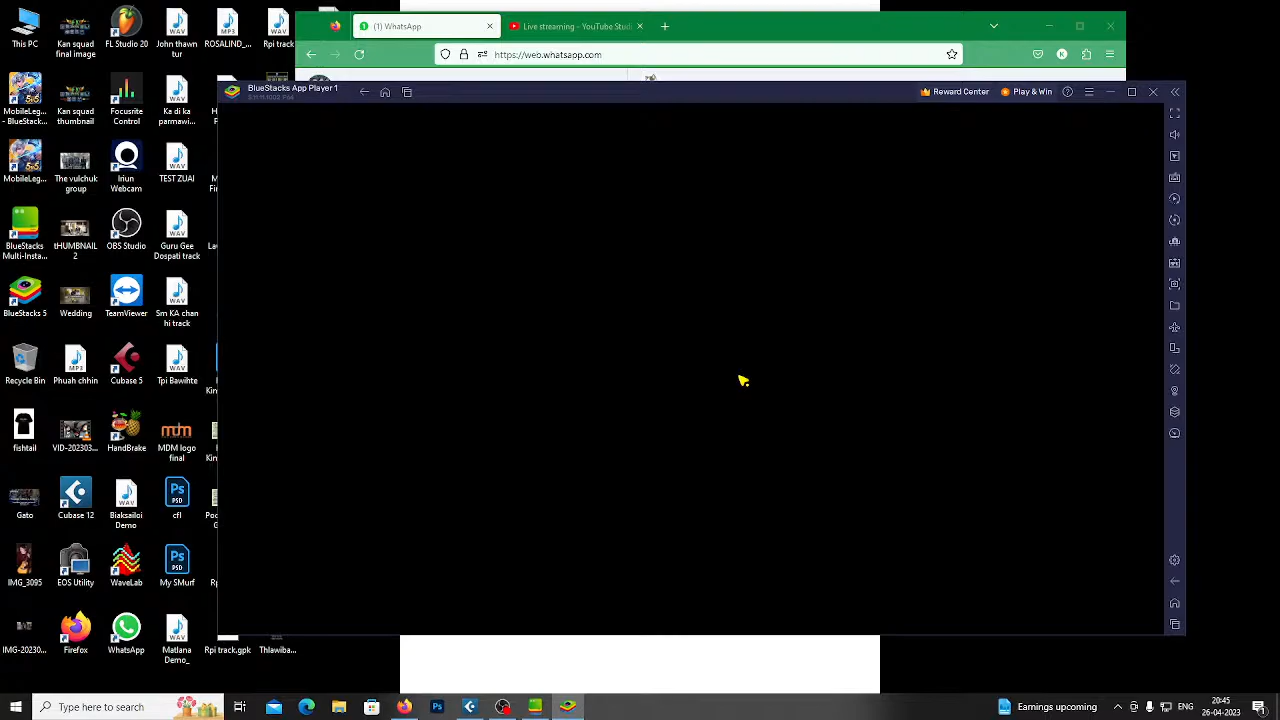 (1) WhatsApp
Live streaming - YouTube Studi
https://web.whatsapp.com
BlueStacks App Player 1
Reward Center
Play & Win
This PC
Kan squad
final image
FL Studio 20
John thawn
tur
ROSALIND_...
Rpi track
MobileLeg...
- BlueStac...
Kan squad
thumbnail
Focusrite
Control
Ka di ka
parmawi...
MobileLeg...
The vulchuk
group
Iriun
Webcam
TEST ZUAI
BlueStacks
Multi-Insta...
tHUMBNAIL
2
OBS Studio
Guru Gee
Dospati track
BlueStacks 5
Wedding
TeamViewer
Sm KA chan
hi track
Recycle Bin
Phuah chhin
Cubase 5
Tpi Bawihte
fishtail
VID-202303...
HandBrake
MDM logo
final
Gato
Cubase 12
Biaksailoi
Demo
cfl
IMG_3095
EOS Utility
WaveLab
My SMurf
IMG-20230...
Firefox
WhatsApp
Matlana
Demo_
Rpi track.gpk
Thlawiba...
Type here to search
Earnings upcoming
ENG
20:45
26-04-2023